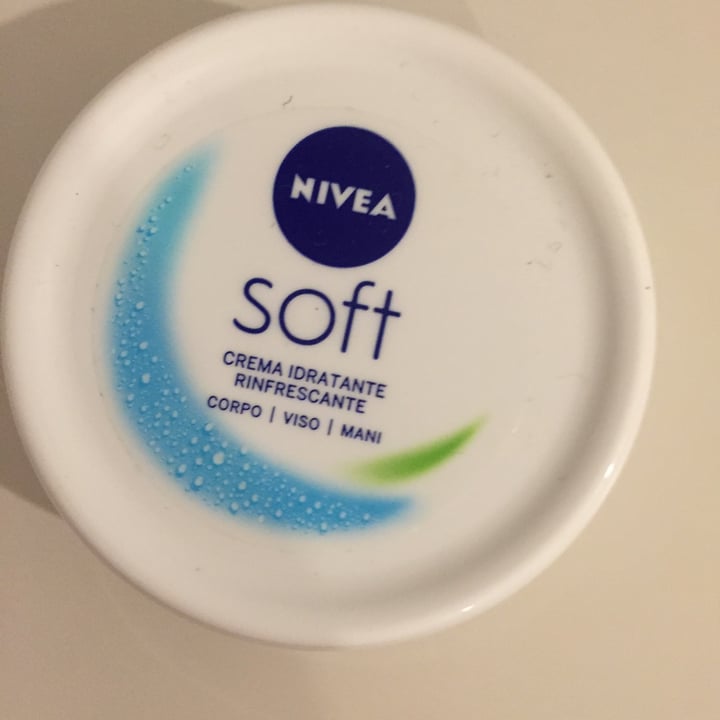 NIVEA
soft
CREMA IDRATANTE
RINFRESCANTE
CORPO | VISO | MANI